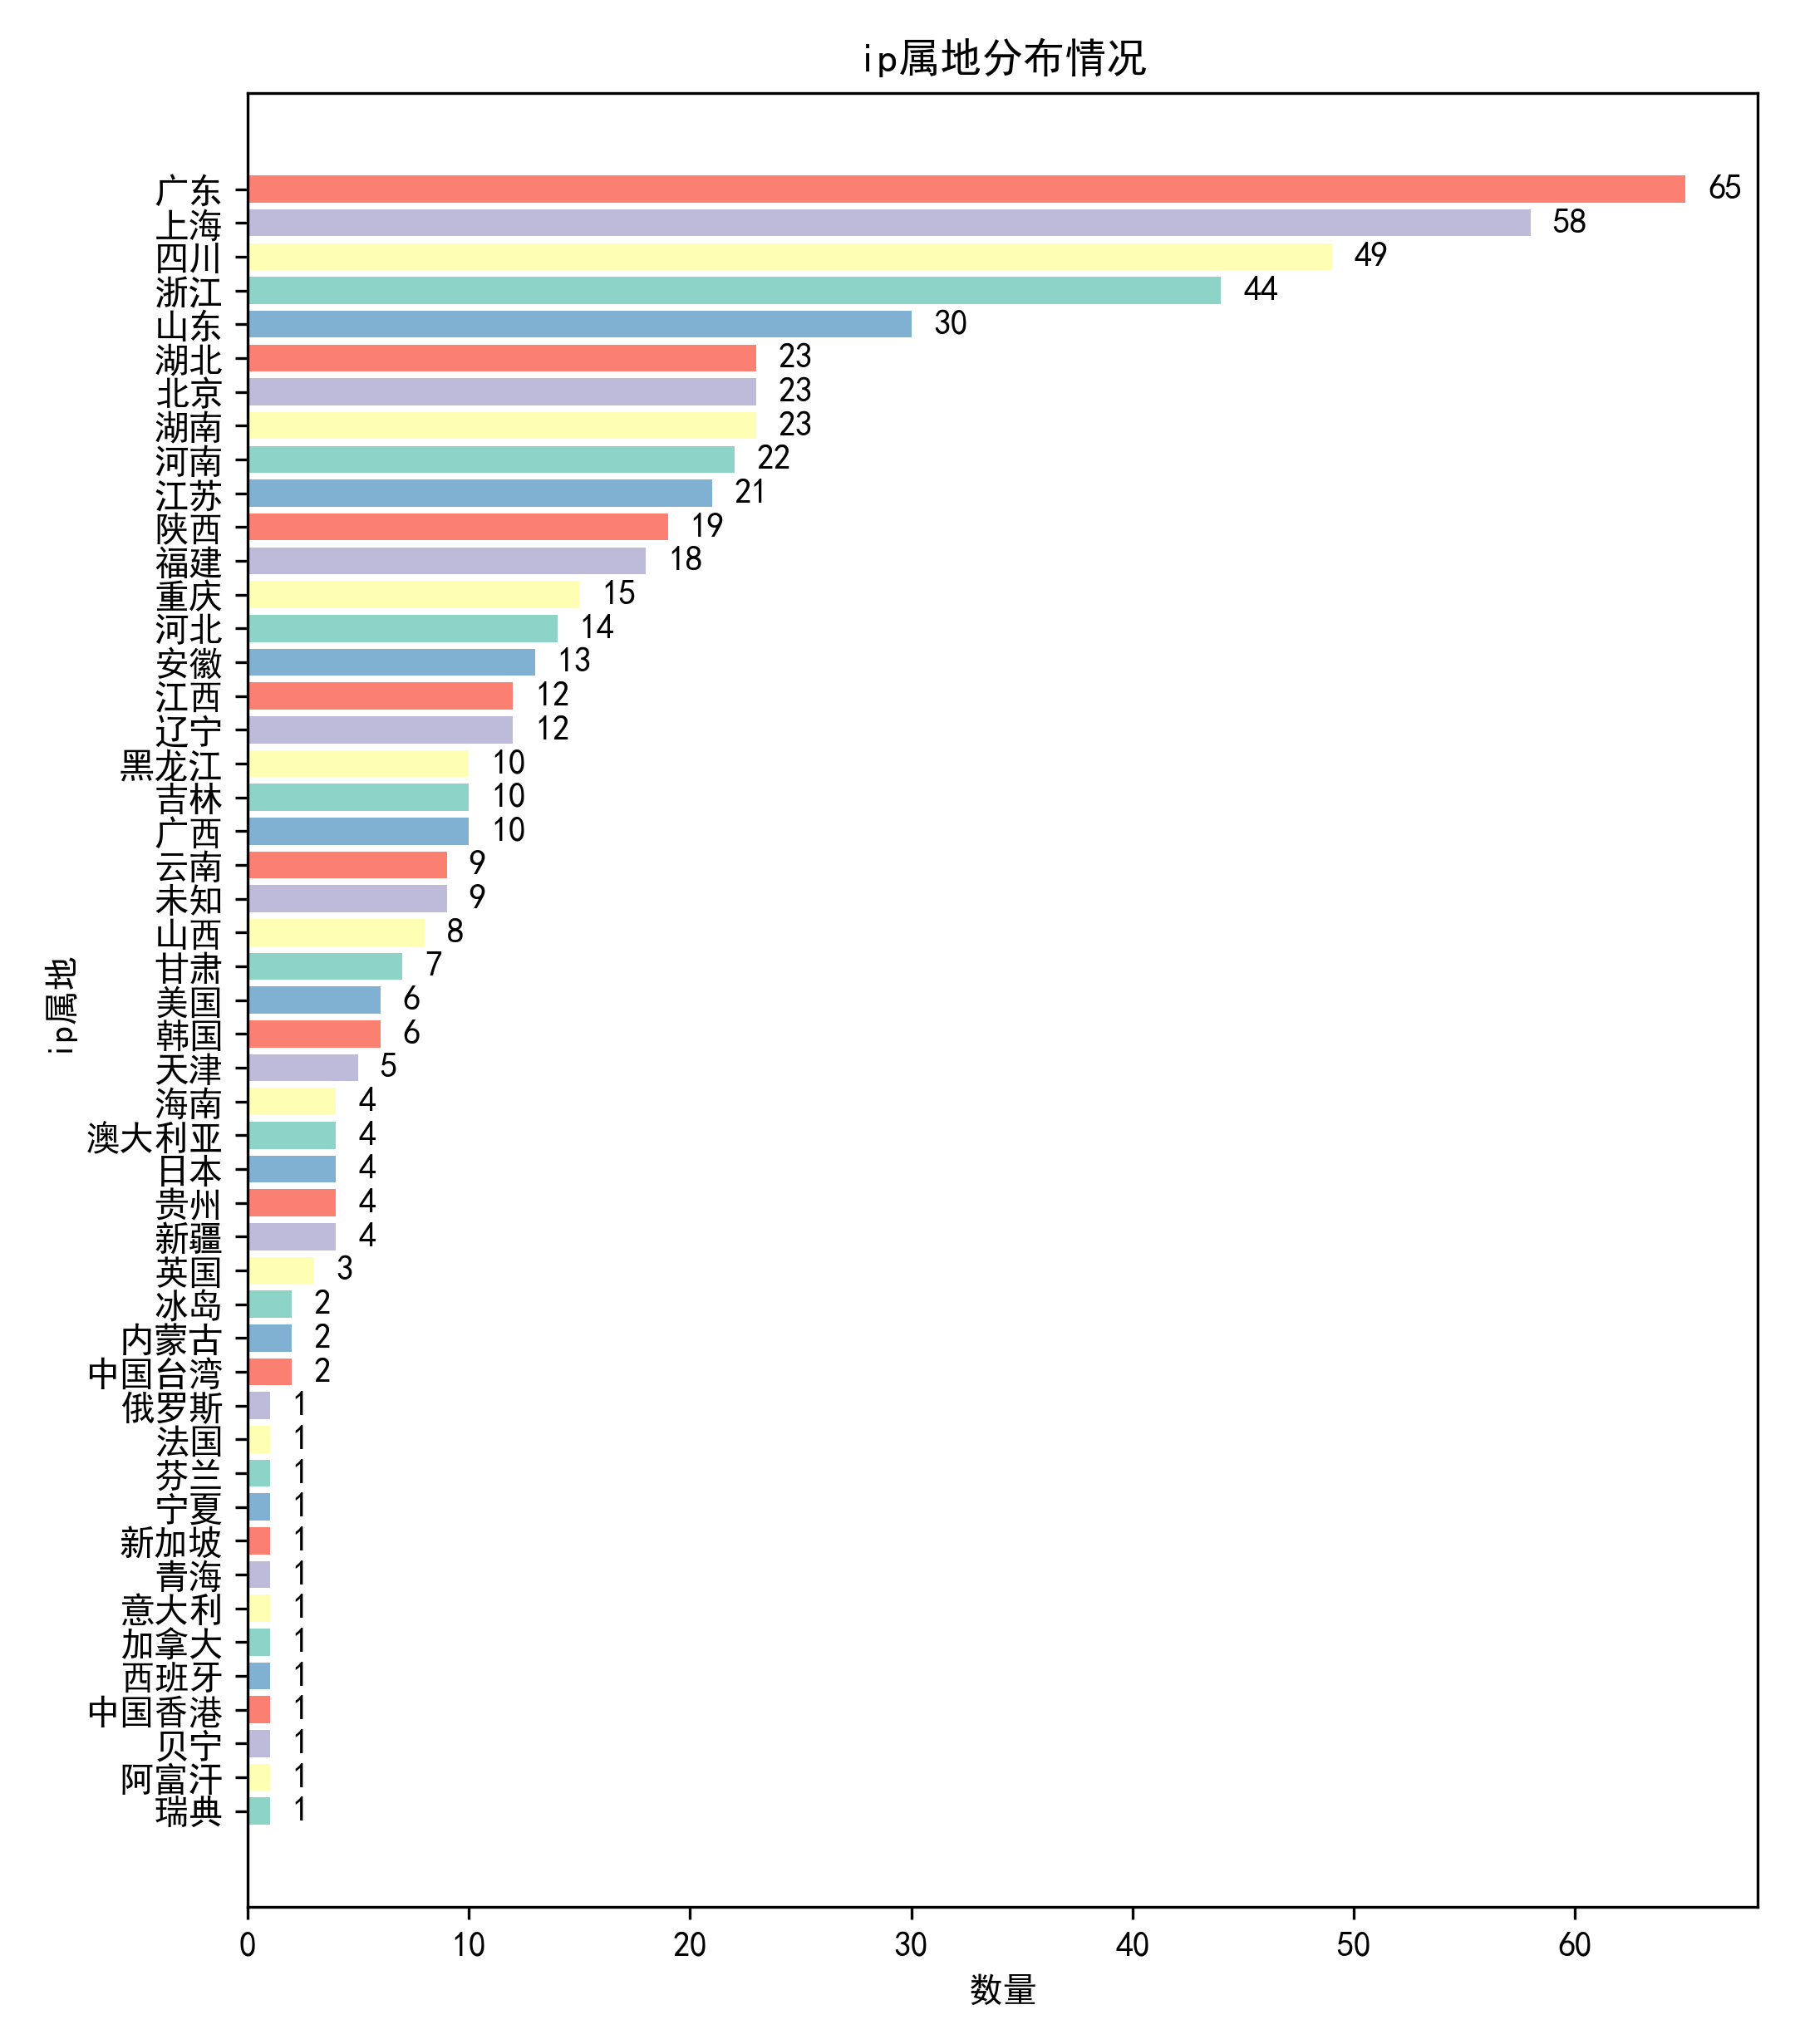 ip属地分布情况
广东 65
上海 58
四川 49
浙江 44
山东 30
湖北 23
北京 23
湖南 23
河南 22
江苏 21
陕西 19
福建 18
重庆 15
河北 14
安徽 13
江西 12
辽宁 12
黑龙江 10
吉林 10
广西 10
云南 9
未知 9
山西 8
甘肃 7
美国 6
韩国 6
天津 5
海南 4
澳大利亚 4
日本 4
贵州 4
新疆 4
英国 3
冰岛 2
内蒙古 2
中国台湾 2
俄罗斯 1
法国 1
芬兰 1
宁夏 1
新加坡 1
青海 1
意大利 1
加拿大 1
西班牙 1
中国香港 1
贝宁 1
阿富汗 1
瑞典 1
ip属地
0 10 20 30 40 50 60
数量